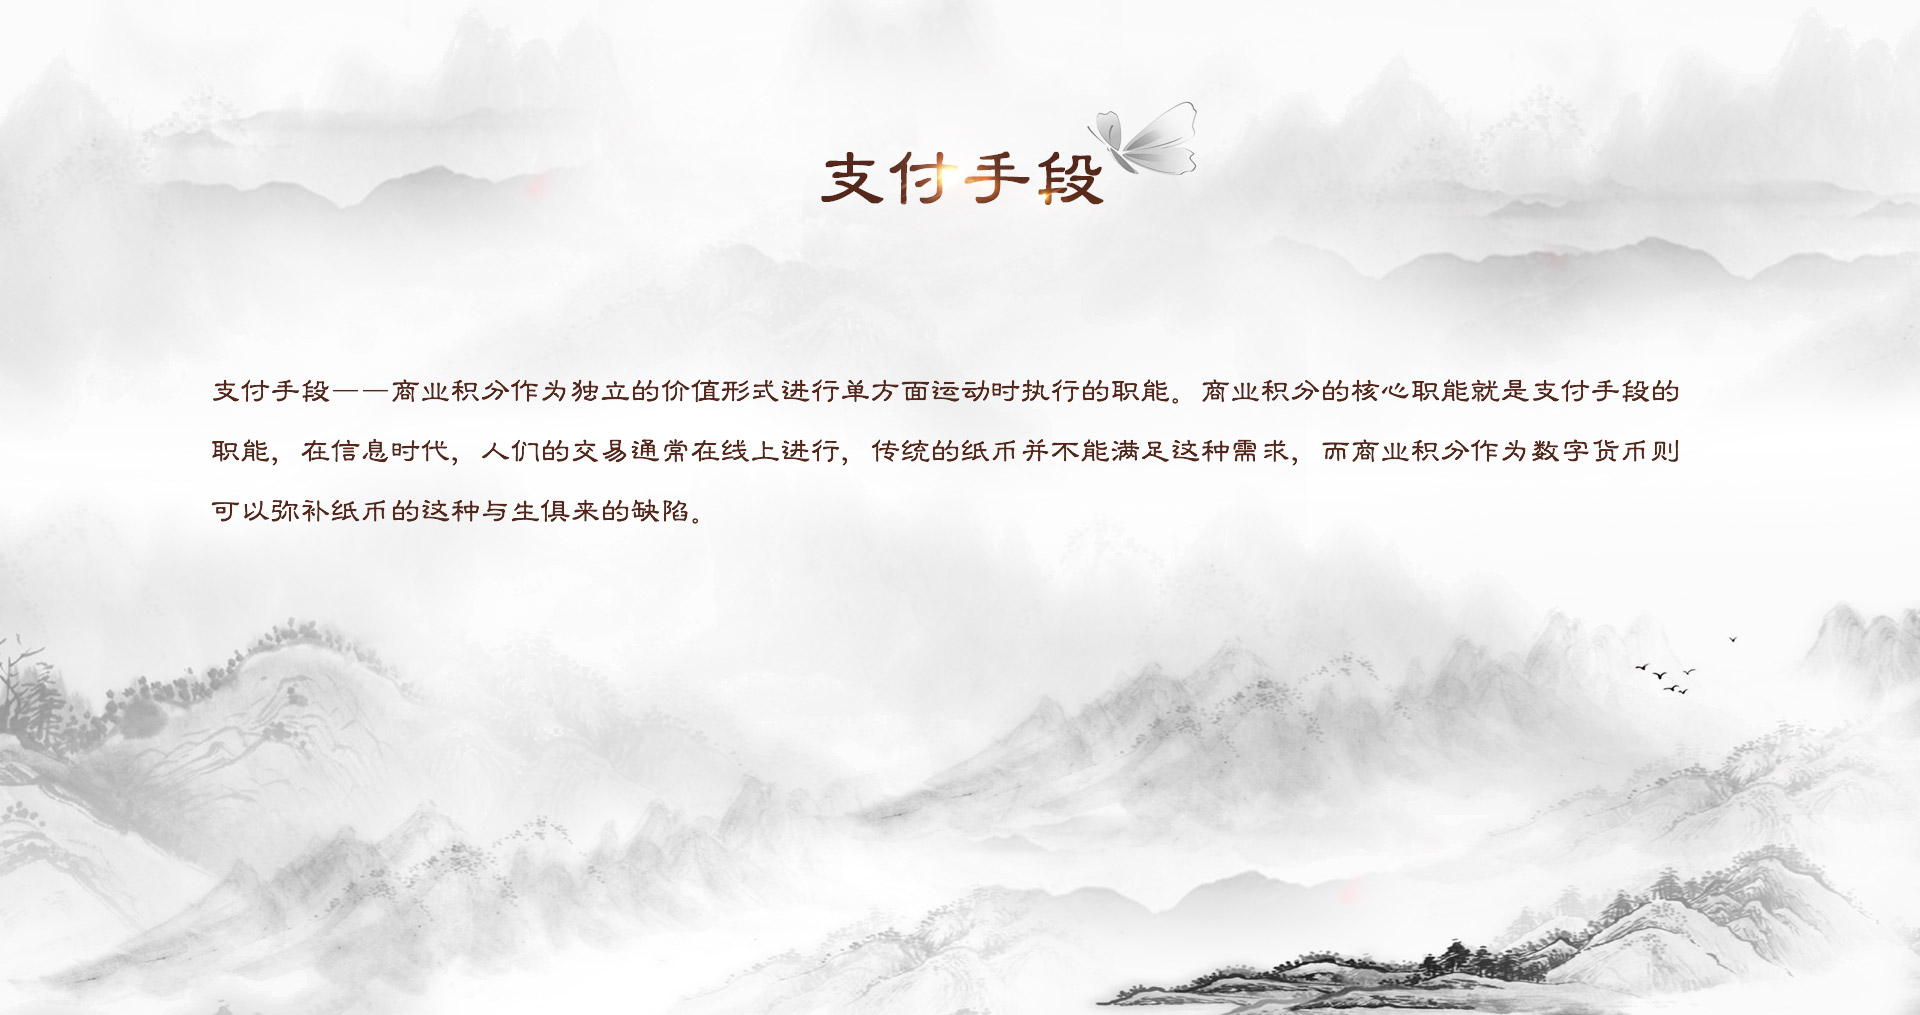 支付手段
支付手段——商业积分作为独立的价值形式进行单方面运动时执行的职能。商业积分的核心职能就是支付手段的
职能，在信息时代，人们的交易通常在线上进行，传统的纸币并不能满足这种需求，而商业积分作为数字货币则
可以弥补纸币的这种与生俱来的缺陷。